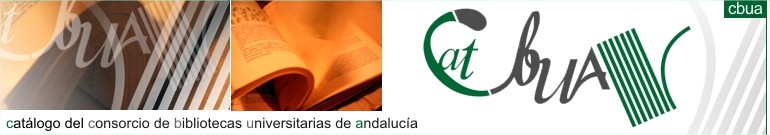 cbua
Cat bUA
catálogo del consorcio de bibliotecas universitarias de andalucía